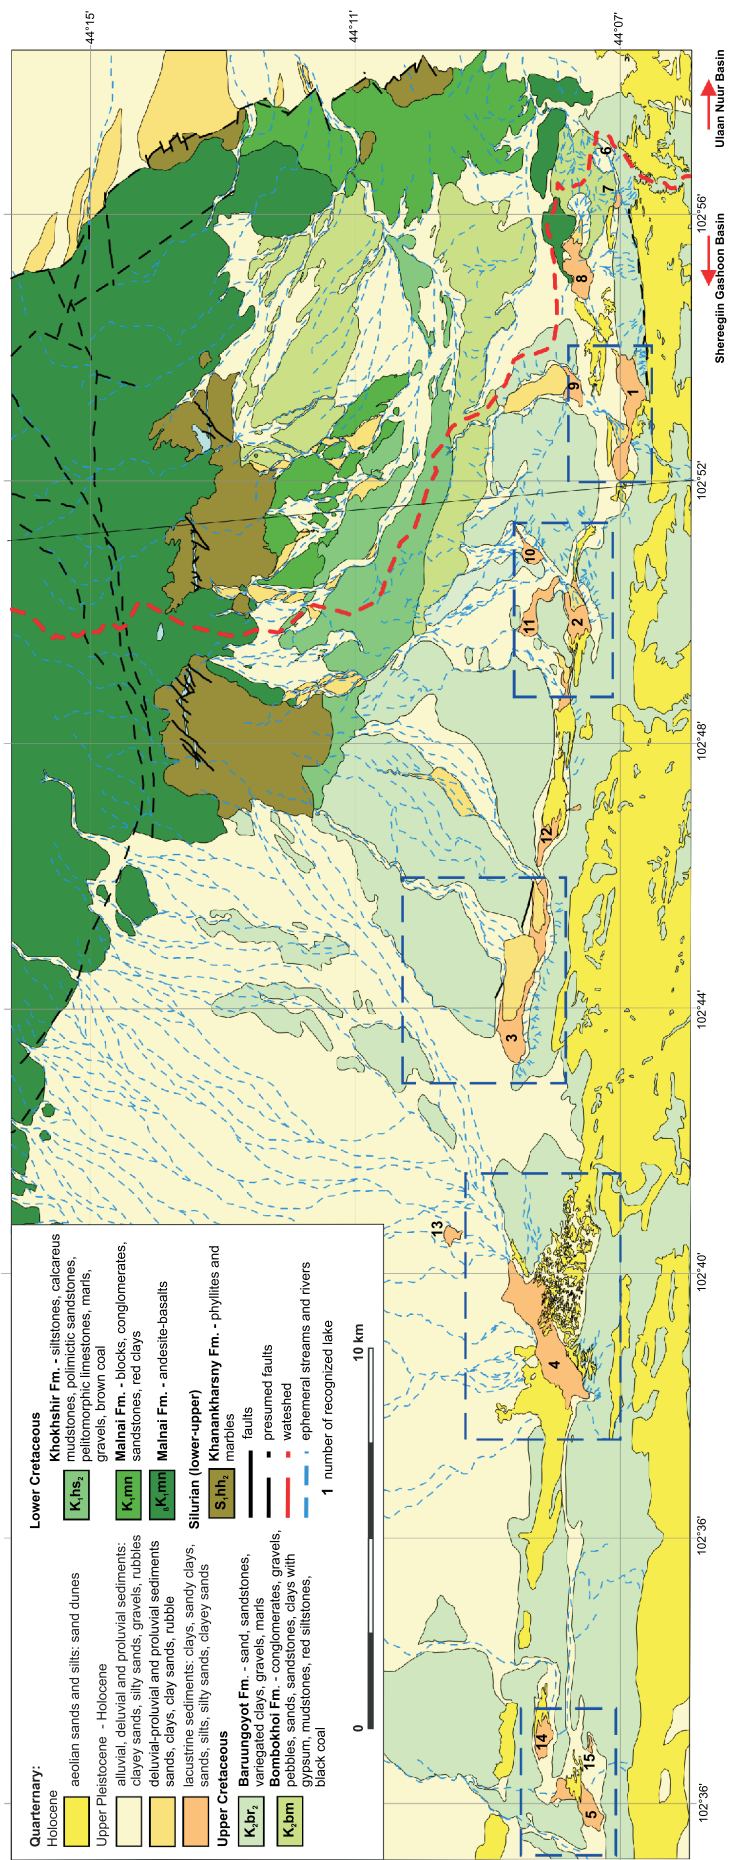 Quarternary:
Holocene
aeolian sands and silts: sand dunes
Upper Pleistocene - Holocene
alluvial, deluvial and proluvial sediments:
clayey sands, silty sands, gravels, rubbles
deluval-proluvial and proluvial sediments
sands, clays, clay sands, rubble
lacustrine sediments: clays, sandy clays,
sands, silts, silty sands, clayey sands
Upper Cretaceous
K₂br₂
Baruungoyot Fm. - sand, sandstones,
variegated clays, gravels, marls
K₂bm
Bombokhoi Fm. - conglomerates, gravels,
pebbles, sands, sandstones, clays with
gypsum, mudstones, red siltstones,
black coal
Lower Cretaceous
K₁hs₂
Khokhshir Fm. - siltstones, calcareus
mudstones, polimictic sandstones,
pelitomorphic limestones, marls,
gravels, brown coal
K₁mn
Malnai Fm. - blocks, conglomerates,
sandstones, red clays
K₁mn
Malnai Fm. - andesite-basalts
Silurian (lower-upper)
S₁hh₂
Khanankharsny Fm. - phyllites and
marbles
faults
presumed faults
wateshed
ephemeral streams and rivers
1 number of recognized lake
0
10 km
44°15'
44°11'
44°07'
102°36'
102°36'
102°40'
102°44'
102°48'
102°52'
102°56'
Shereegiin Gashoon Basin
Ulaan Nuur Basin
1
2
3
4
5
6
7
8
9
10
11
12
13
14
15